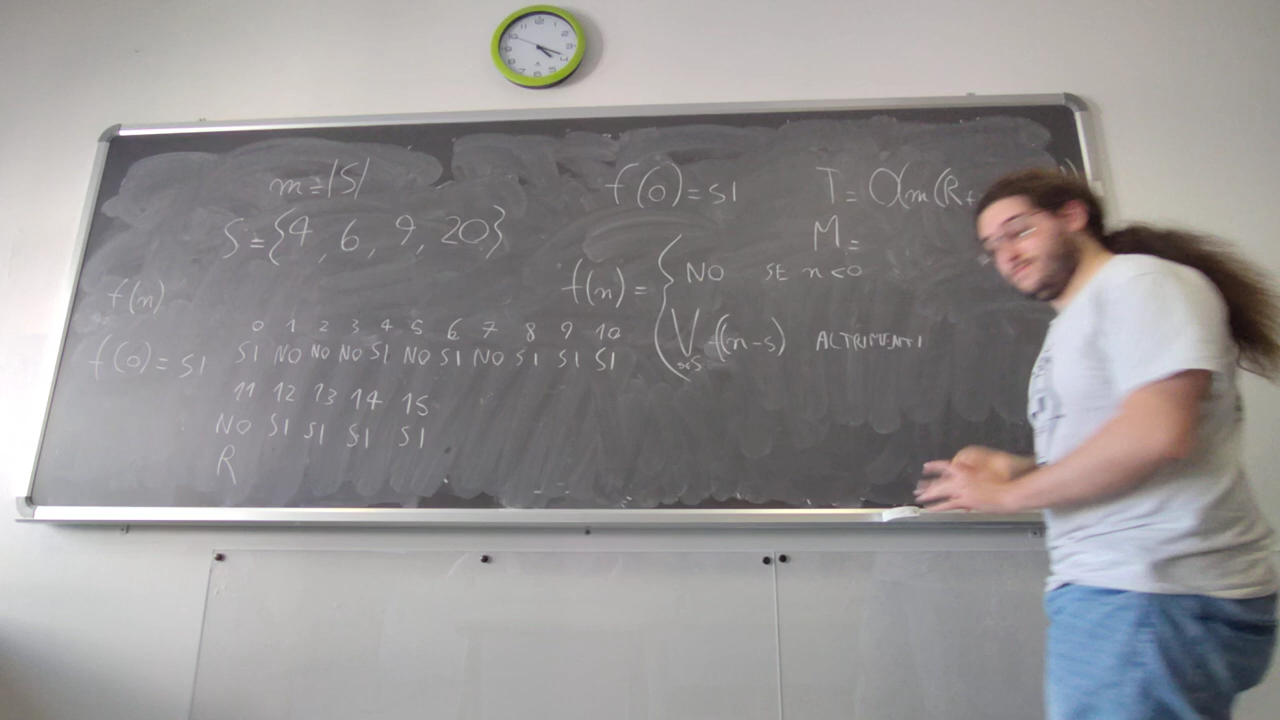 m=|S|
S={4, 6, 9, 20}
f(n)
0 1 2 3 4 5 6 7 8 9 10
f(0)=SI SI NO NO NO SI NO SI NO SI SI SI
11 12 13 14 15
NO SI SI SI SI
R
f(0)=SI
f(n)= { NO SE n<0
⋁ s∈S f(n-s) ALTRIMENTI
T=O(m(R+
M=